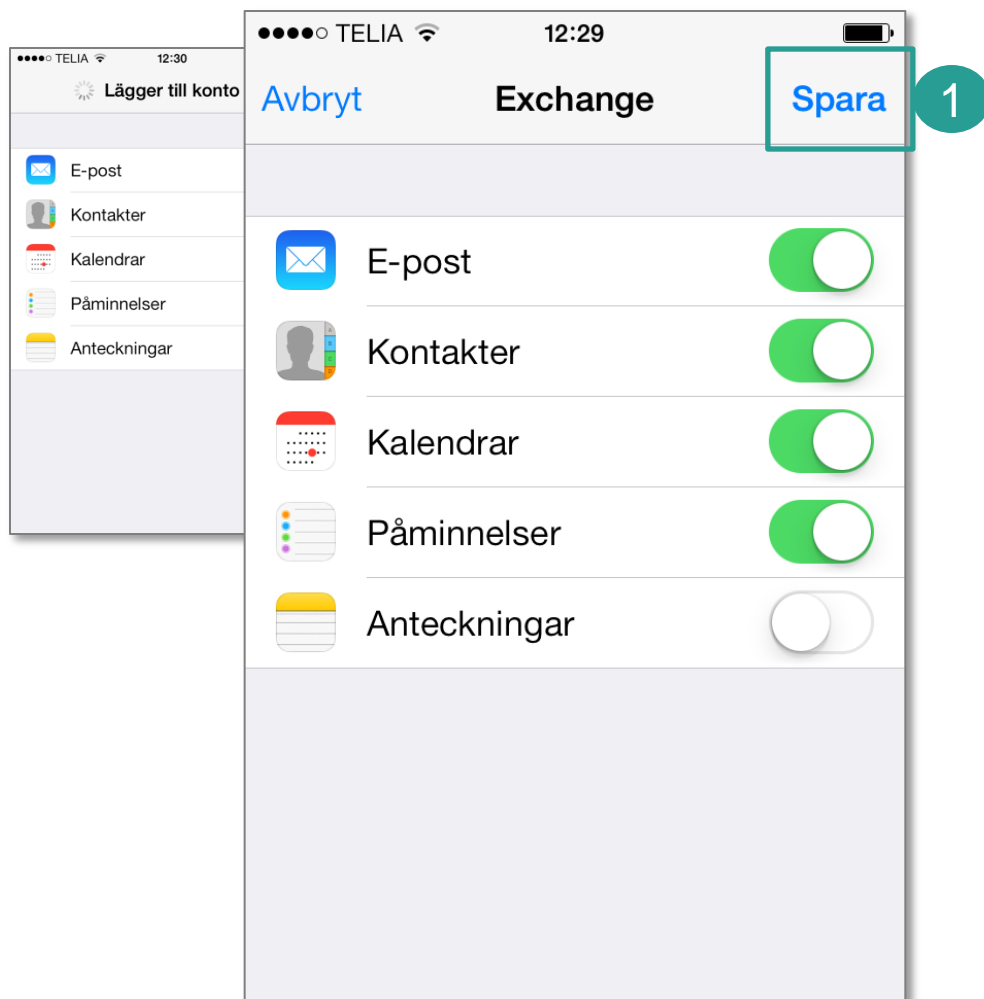 TELIA 12:30
Lägger till konto
E-post
Kontakter
Kalendrar
Påminnelser
Anteckningar
TELIA 12:29
Avbryt Exchange Spara 1
E-post
Kontakter
Kalendrar
Påminnelser
Anteckningar